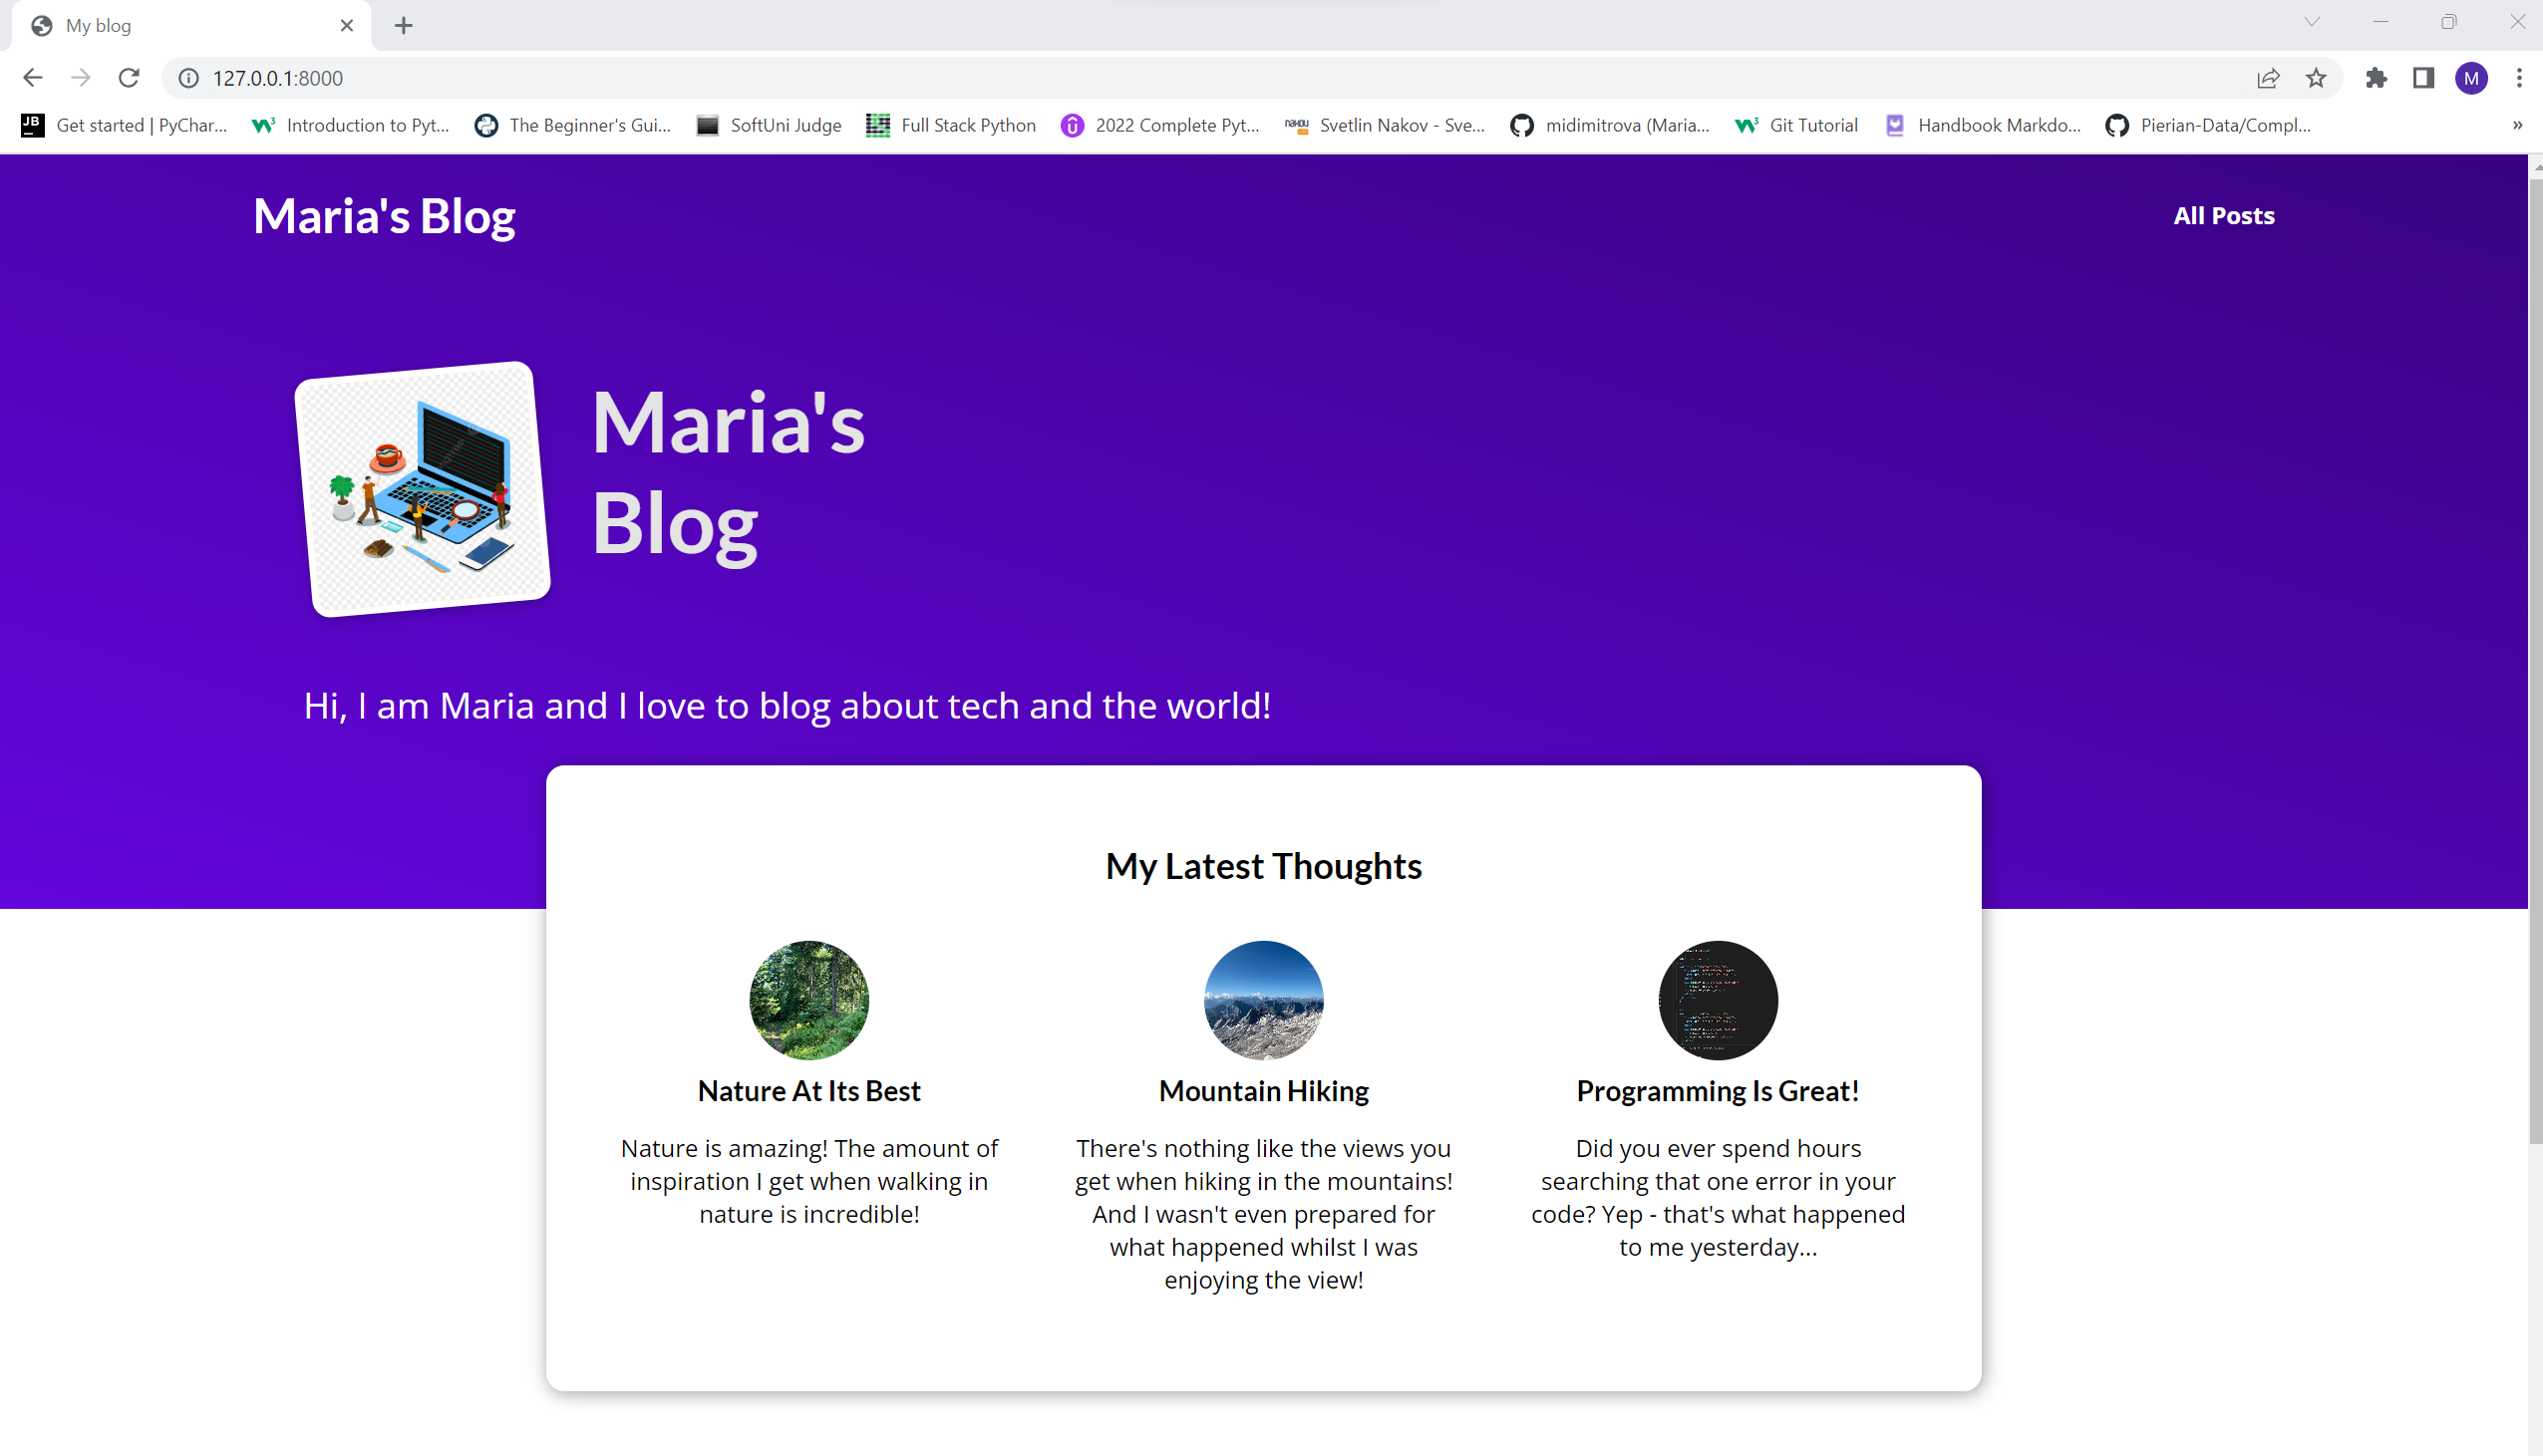 My blog
127.0.0.1:8000
JB Get started | PyChar... Introduction to Pyt... The Beginner's Gui... SoftUni Judge Full Stack Python 2022 Complete Pyt... Svetlin Nakov - Sve... midimitrova (Maria... Git Tutorial Handbook Markdo... Pierian-Data/Compl... »
M
Maria's Blog
All Posts
Maria's
Blog
Hi, I am Maria and I love to blog about tech and the world!
My Latest Thoughts
Nature At Its Best
Nature is amazing! The amount of
inspiration I get when walking in
nature is incredible!
Mountain Hiking
There's nothing like the views you
get when hiking in the mountains!
And I wasn't even prepared for
what happened whilst I was
enjoying the view!
Programming Is Great!
Did you ever spend hours
searching that one error in your
code? Yep - that's what happened
to me yesterday...